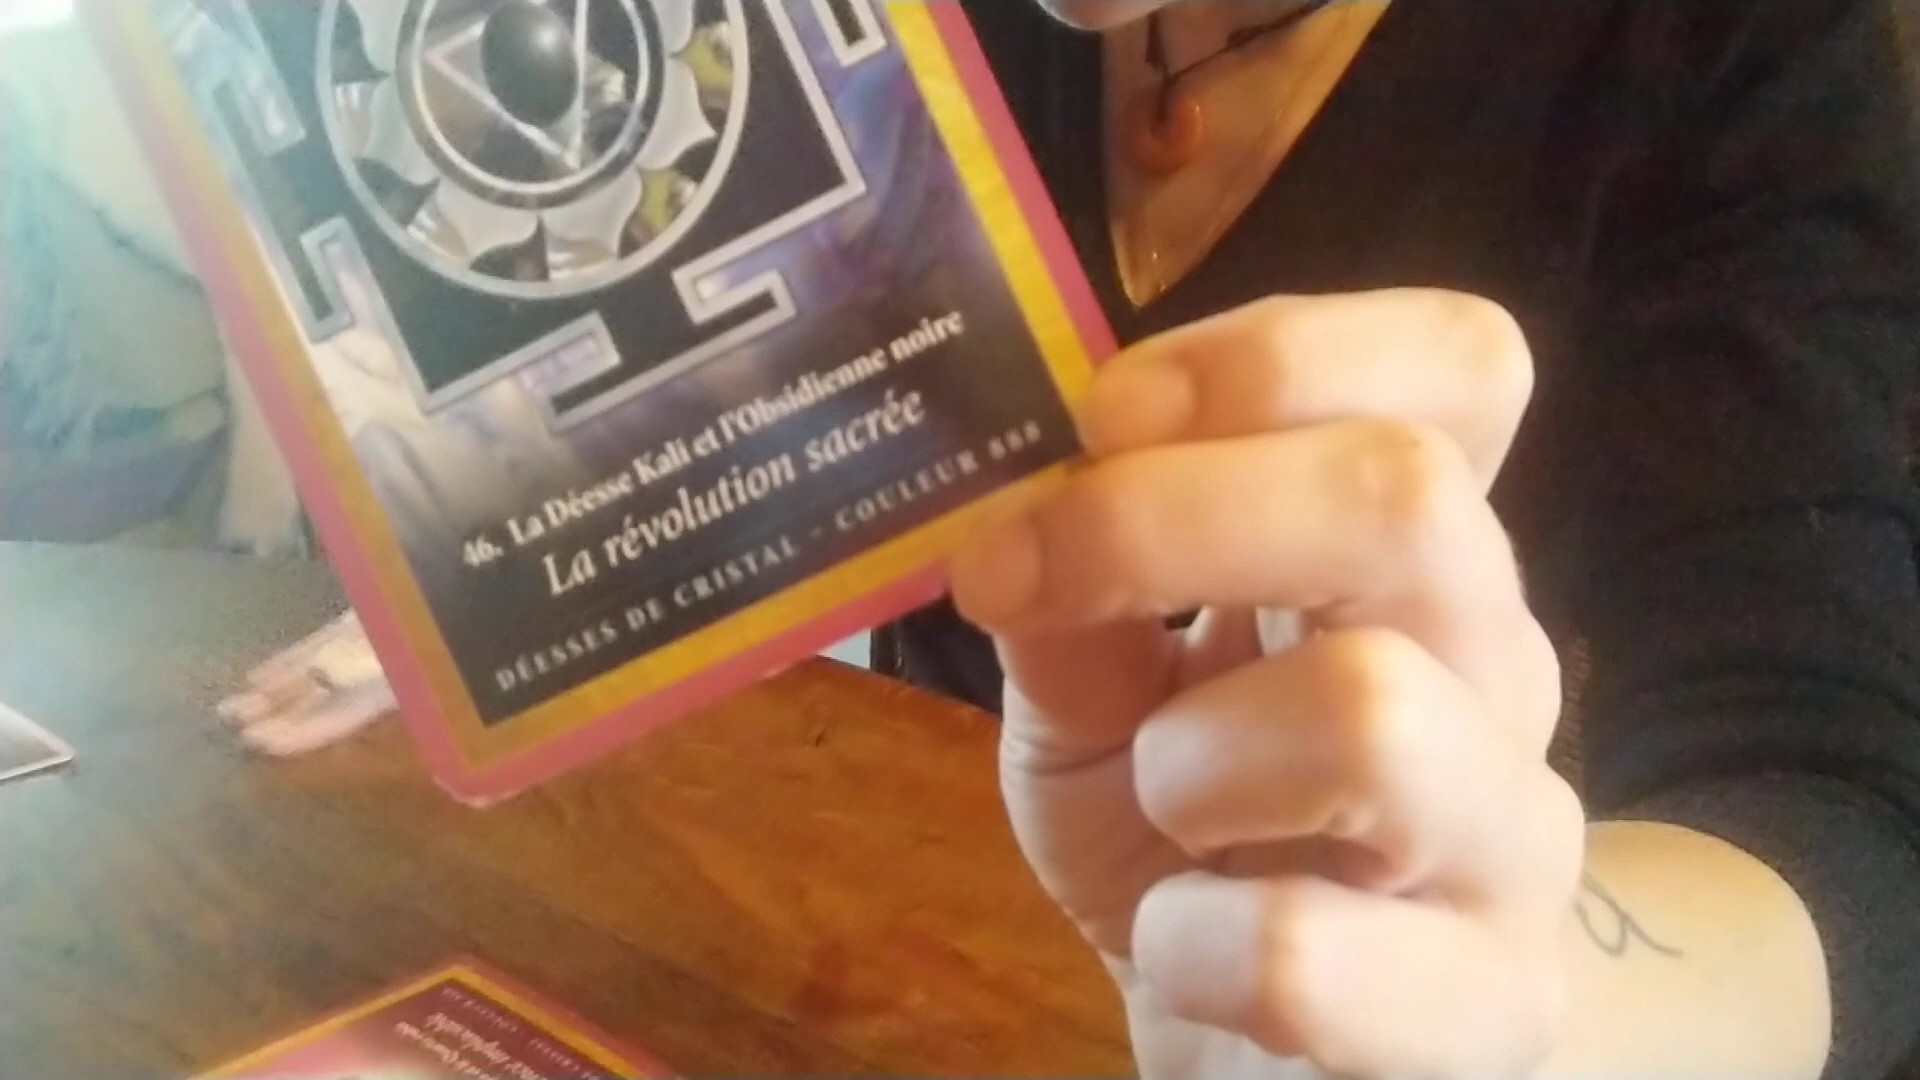 46. La Déesse Kali et l'Obsidienne noire
La révolution sacrée
DÉESSES DE CRISTAL - COULEUR 888